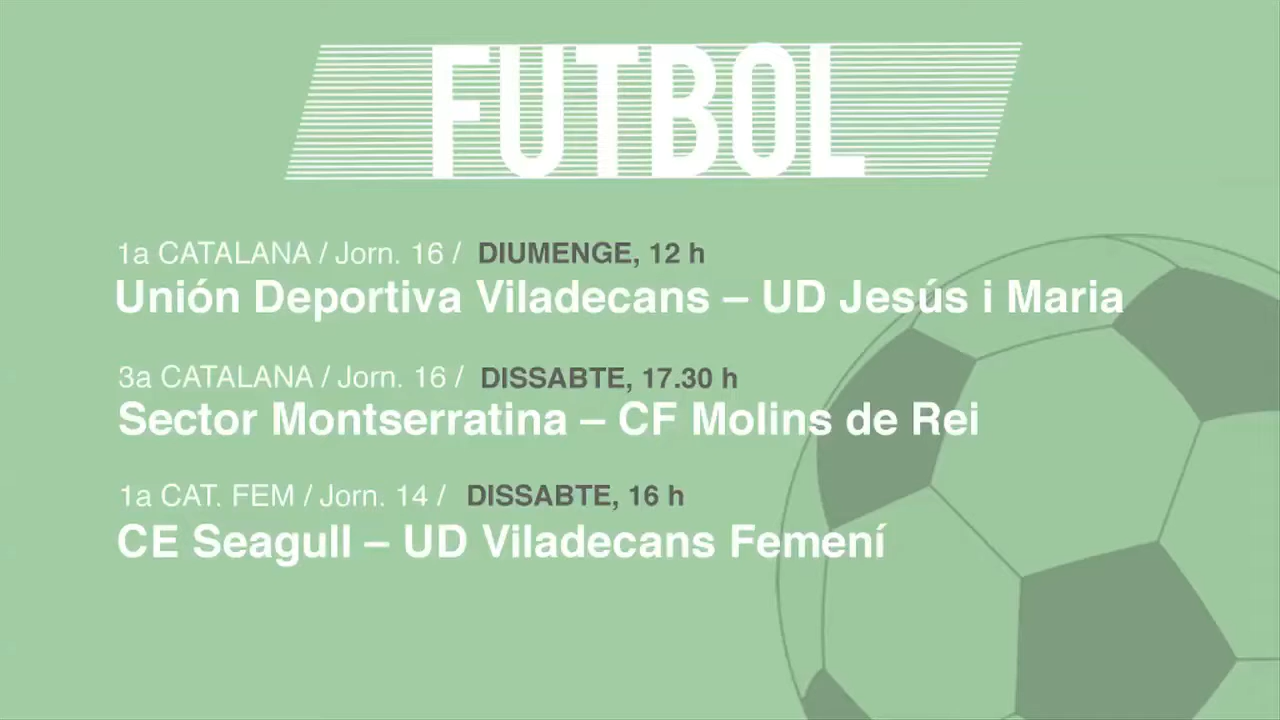 FUTBOL
1a CATALANA / Jorn. 16 / DIUMENGE, 12 h
Unión Deportiva Viladecans – UD Jesús i Maria
3a CATALANA / Jorn. 16 / DISSABTE, 17.30 h
Sector Montserratina – CF Molins de Rei
1a CAT. FEM / Jorn. 14 / DISSABTE, 16 h
CE Seagull – UD Viladecans Femení